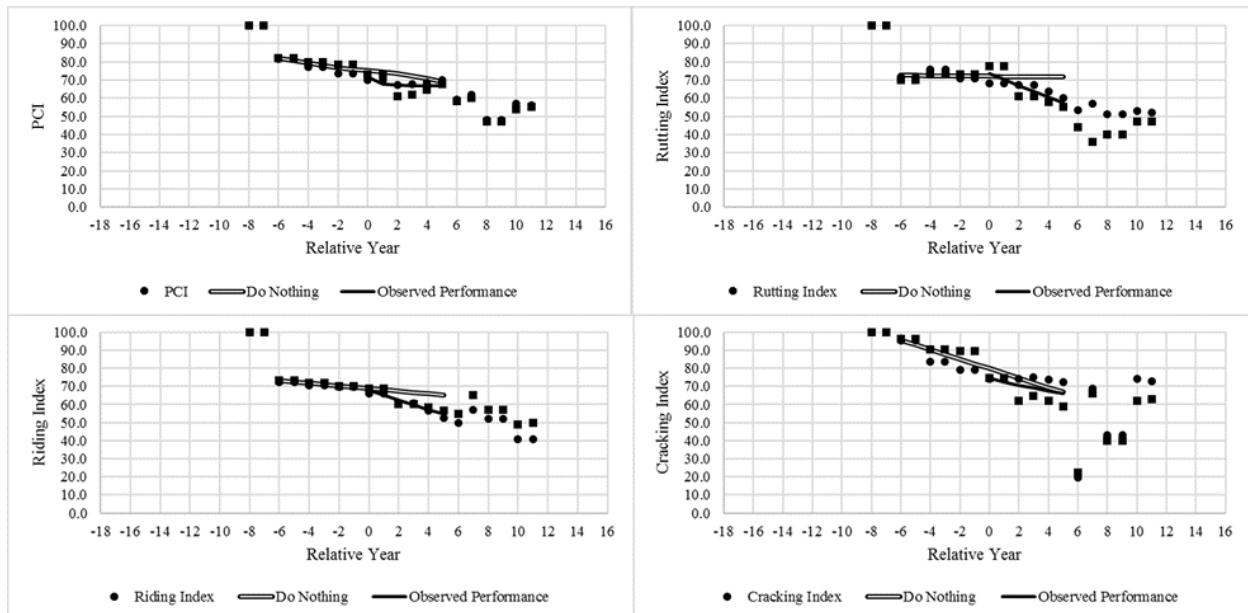 100.0
90.0
80.0
70.0
60.0
50.0
40.0
30.0
20.0
10.0
0.0
PCI
-18 -16 -14 -12 -10 -8 -6 -4 -2 0 2 4 6 8 10 12 14 16
Relative Year
PCI Do Nothing Observed Performance
100.0
90.0
80.0
70.0
60.0
50.0
40.0
30.0
20.0
10.0
0.0
Rutting Index
-18 -16 -14 -12 -10 -8 -6 -4 -2 0 2 4 6 8 10 12 14 16
Relative Year
Rutting Index Do Nothing Observed Performance
100.0
90.0
80.0
70.0
60.0
50.0
40.0
30.0
20.0
10.0
0.0
Riding Index
-18 -16 -14 -12 -10 -8 -6 -4 -2 0 2 4 6 8 10 12 14 16
Relative Year
Riding Index Do Nothing Observed Performance
100.0
90.0
80.0
70.0
60.0
50.0
40.0
30.0
20.0
10.0
0.0
Cracking Index
-18 -16 -14 -12 -10 -8 -6 -4 -2 0 2 4 6 8 10 12 14 16
Relative Year
Cracking Index Do Nothing Observed Performance